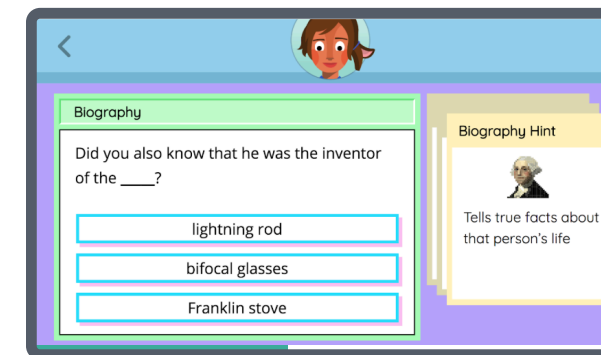 Biography
Did you also know that he was the inventor
of the _____?
lightning rod
bifocal glasses
Franklin stove
Biography Hint
Tells true facts about
that person's life